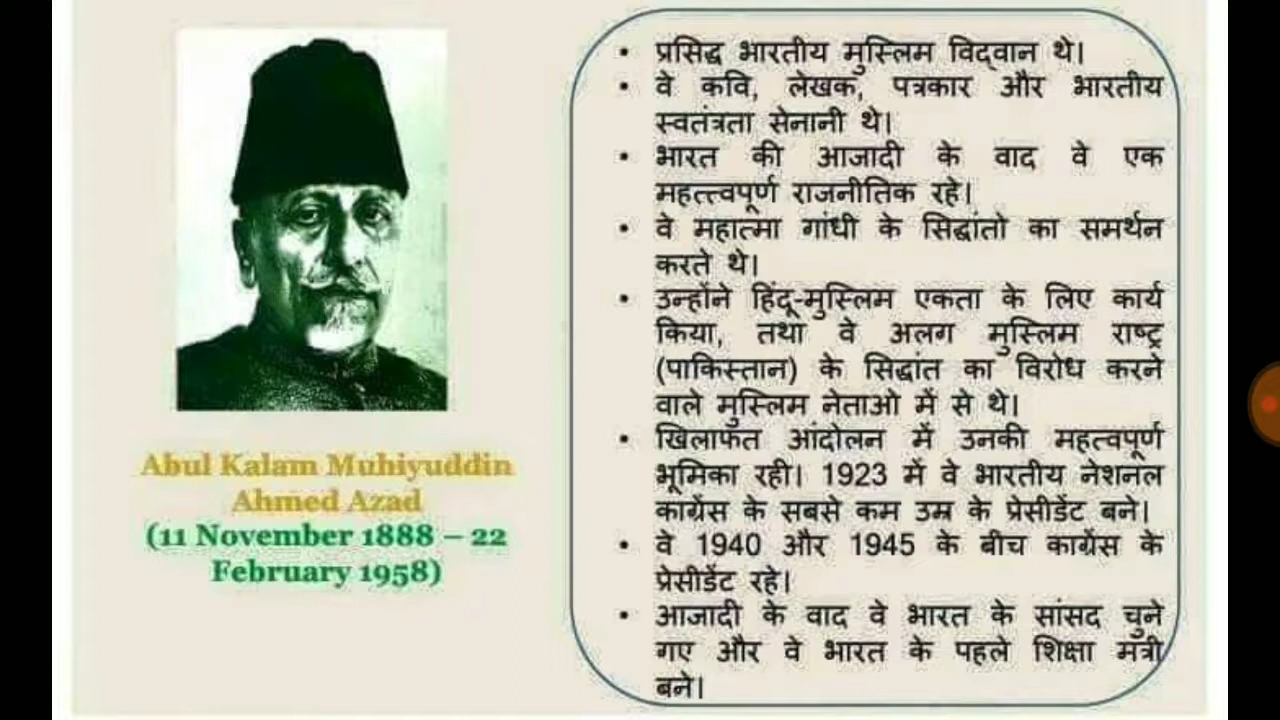 Abul Kalam Muhiyuddin
Ahmed Azad
(11 November 1888 – 22
February 1958)
• प्रसिद्ध भारतीय मुस्लिम विद्वान थे।
• वे कवि, लेखक, पत्रकार और भारतीय
स्वतंत्रता सेनानी थे।
• भारत की आजादी के वाद वे एक
महत्त्वपूर्ण राजनीतिक रहे।
• वे महात्मा गांधी के सिद्धांतो का समर्थन
करते थे।
• उन्होंने हिंदू-मुस्लिम एकता के लिए कार्य
किया, तथा वे अलग मुस्लिम राष्ट्र
(पाकिस्तान) के सिद्धांत का विरोध करने
वाले मुस्लिम नेताओ में से थे।
• खिलाफत आंदोलन में उनकी महत्वपूर्ण
भूमिका रही। 1923 में वे भारतीय नेशनल
कांग्रेंस के सबसे कम उम्र के प्रेसीडेंट बने।
• वे 1940 और 1945 के बीच कांग्रेंस के
प्रेसीडेंट रहे।
• आजादी के वाद वे भारत के सांसद चुने
गए और वे भारत के पहले शिक्षा मंत्री
बने।